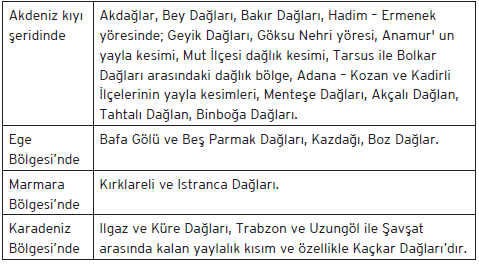 Akdeniz kıyı
şeridinde
Akdağlar, Bey Dağları, Bakır Dağları, Hadim – Ermenek
yöresinde; Geyik Dağları, Göksu Nehri yöresi, Anamur' un
yayla kesimi, Mut İlçesi dağlık kesimi, Tarsus ile Bolkar
Dağları arasındaki dağlık bölge, Adana – Kozan ve Kadirli
İlçelerinin yayla kesimleri, Menteşe Dağları, Akçalı Dağlan,
Tahtalı Dağlan, Binboğa Dağları.
Ege
Bölgesi’nde
Bafa Gölü ve Beş Parmak Dağları, Kazdağı, Boz Dağlar.
Marmara
Bölgesi’nde
Kırklareli ve Istranca Dağları.
Karadeniz
Bölgesi’nde
Ilgaz ve Küre Dağları, Trabzon ve Uzungöl ile Şavşat
arasında kalan yaylalık kısım ve özellikle Kaçkar Dağları’dır.